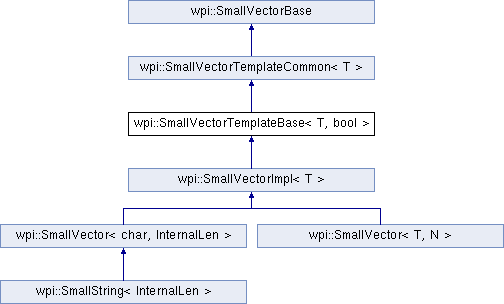 wpi::SmallVectorBase
wpi::SmallVectorTemplateCommon< T >
wpi::SmallVectorTemplateBase< T, bool >
wpi::SmallVectorImpl< T >
wpi::SmallVector< char, InternalLen >
wpi::SmallVector< T, N >
wpi::SmallString< InternalLen >